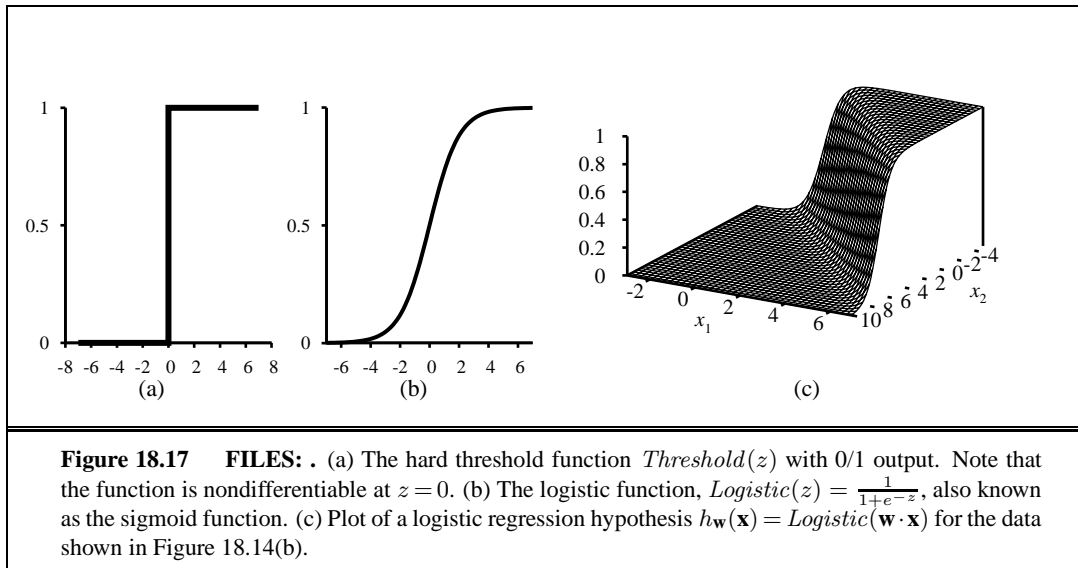 1
0.5
0
-8 -6 -4 -2 0 2 4 6 8
(a)
1
0.5
0
-6 -4 -2 0 2 4 6
(b)
1
0.8
0.6
0.4
0.2
0
-2 0 2 4 6
x1
10 8 6 4 2 0 -2 -4
x2
(c)
Figure 18.17 FILES: . (a) The hard threshold function Threshold(z) with 0/1 output. Note that
the function is nondifferentiable at z = 0. (b) The logistic function, Logistic(z) = 1/(1+e^−z), also known
as the sigmoid function. (c) Plot of a logistic regression hypothesis hw(x) = Logistic(w · x) for the data
shown in Figure 18.14(b).